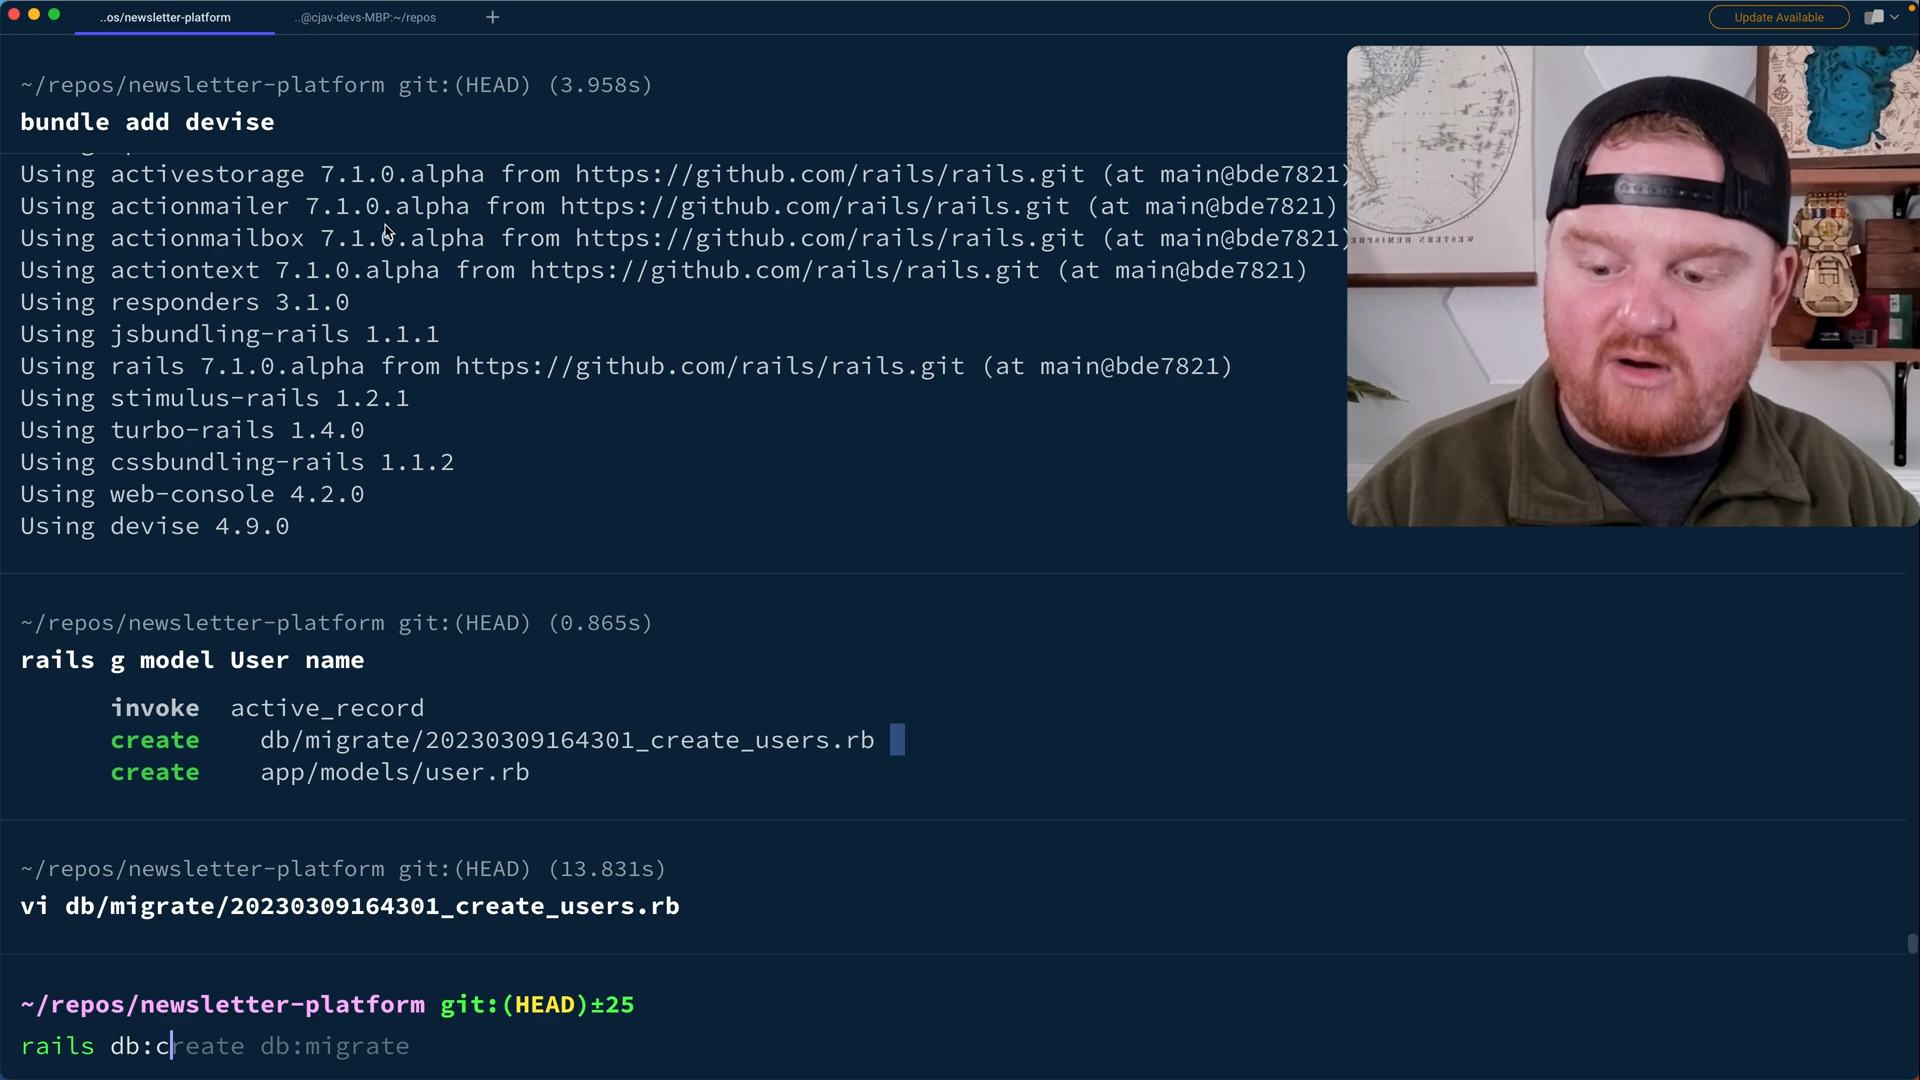 ..os/newsletter-platform
..@cjav-devs-MBP:~/repos
Update Available
~/repos/newsletter-platform git:(HEAD) (3.958s)
bundle add devise
Using activestorage 7.1.0.alpha from https://github.com/rails/rails.git (at main@bde7821)
Using actionmailer 7.1.0.alpha from https://github.com/rails/rails.git (at main@bde7821)
Using actionmailbox 7.1.0.alpha from https://github.com/rails/rails.git (at main@bde7821)
Using actiontext 7.1.0.alpha from https://github.com/rails/rails.git (at main@bde7821)
Using responders 3.1.0
Using jsbundling-rails 1.1.1
Using rails 7.1.0.alpha from https://github.com/rails/rails.git (at main@bde7821)
Using stimulus-rails 1.2.1
Using turbo-rails 1.4.0
Using cssbundling-rails 1.1.2
Using web-console 4.2.0
Using devise 4.9.0
WESTERN HEMISPHERE
~/repos/newsletter-platform git:(HEAD) (0.865s)
rails g model User name
invoke active_record
create db/migrate/20230309164301_create_users.rb
create app/models/user.rb
~/repos/newsletter-platform git:(HEAD) (13.831s)
vi db/migrate/20230309164301_create_users.rb
~/repos/newsletter-platform git:(HEAD)±25
rails db:create db:migrate